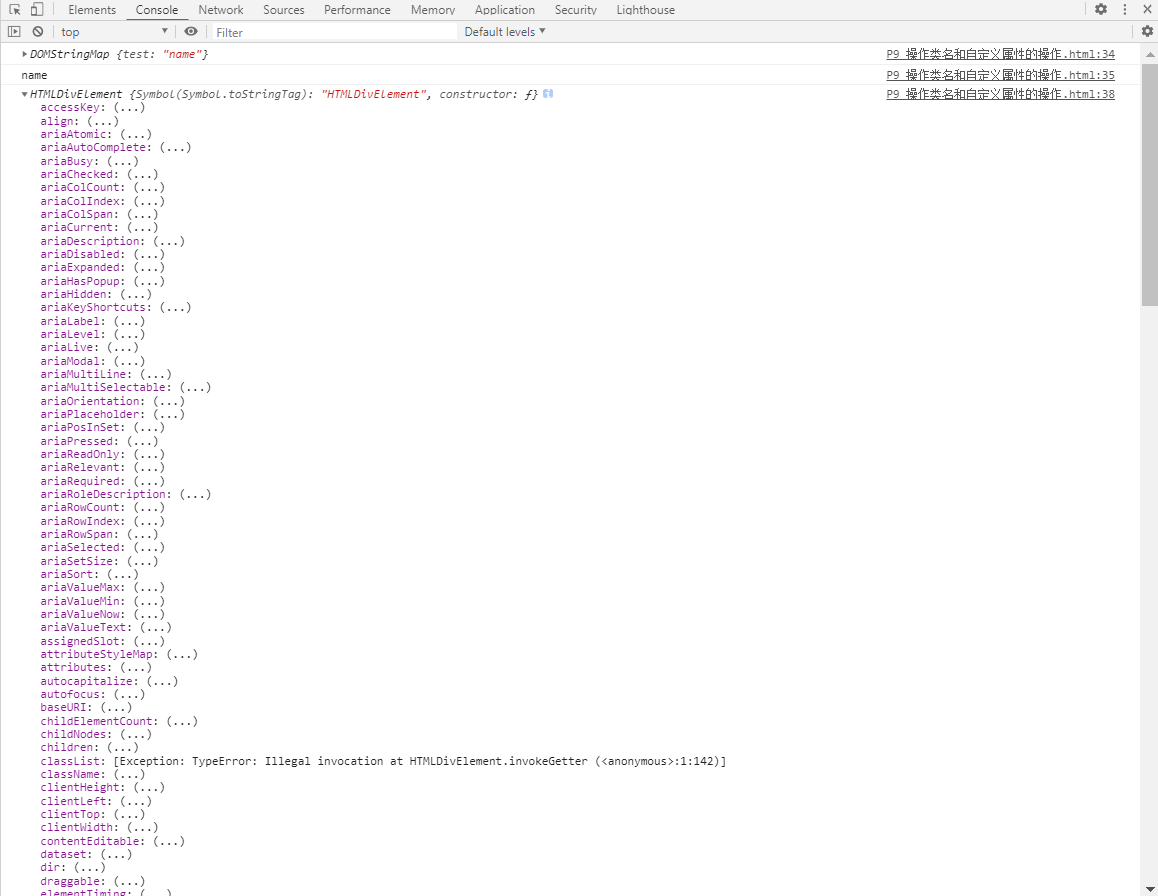 Elements Console Network Sources Performance Memory Application Security Lighthouse
top Filter Default levels
DOMStringMap {test: "name"} P9 操作类名和自定义属性的操作.html:34
name P9 操作类名和自定义属性的操作.html:35
HTMLDivElement {Symbol(Symbol.toStringTag): "HTMLDivElement", constructor: ƒ} P9 操作类名和自定义属性的操作.html:38
accessKey: (...)
align: (...)
ariaAtomic: (...)
ariaAutoComplete: (...)
ariaBusy: (...)
ariaChecked: (...)
ariaColCount: (...)
ariaColIndex: (...)
ariaColSpan: (...)
ariaCurrent: (...)
ariaDescription: (...)
ariaDisabled: (...)
ariaExpanded: (...)
ariaHasPopup: (...)
ariaHidden: (...)
ariaKeyShortcuts: (...)
ariaLabel: (...)
ariaLevel: (...)
ariaLive: (...)
ariaModal: (...)
ariaMultiLine: (...)
ariaMultiSelectable: (...)
ariaOrientation: (...)
ariaPlaceholder: (...)
ariaPosInSet: (...)
ariaPressed: (...)
ariaReadOnly: (...)
ariaRelevant: (...)
ariaRequired: (...)
ariaRoleDescription: (...)
ariaRowCount: (...)
ariaRowIndex: (...)
ariaRowSpan: (...)
ariaSelected: (...)
ariaSetSize: (...)
ariaSort: (...)
ariaValueMax: (...)
ariaValueMin: (...)
ariaValueNow: (...)
ariaValueText: (...)
assignedSlot: (...)
attributeStyleMap: (...)
attributes: (...)
autocapitalize: (...)
autofocus: (...)
baseURI: (...)
childElementCount: (...)
childNodes: (...)
children: (...)
classList: [Exception: TypeError: Illegal invocation at HTMLDivElement.invokeGetter (<anonymous>:1:142)]
className: (...)
clientHeight: (...)
clientLeft: (...)
clientTop: (...)
clientWidth: (...)
contentEditable: (...)
dataset: (...)
dir: (...)
draggable: (...)
elementTiming: (...)